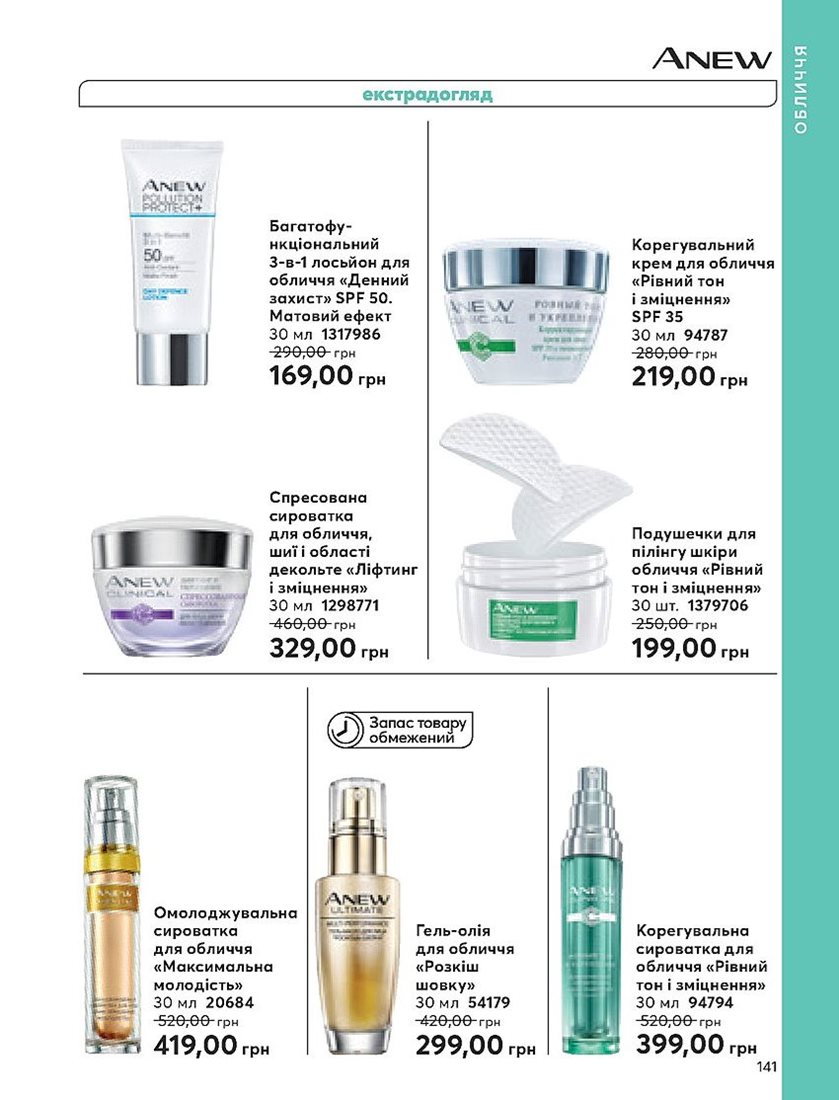 ANEW
ОБЛИЧЧЯ
екстрадогляд
ANEW
POLLUTION
PROTECT+
50
Багатофу-
нкціональний
3-в-1 лосьйон для
обличчя «Денний
захист» SPF 50.
Матовий ефект
30 мл 1317986
290,00 грн
169,00 грн
ANEW
CLINICAL
РОВНЫЙ ТОН
И УКРЕПЛЕНИЕ
Корегувальний
крем для обличчя
«Рівний тон
і зміцнення»
SPF 35
30 мл 94787
280,00 грн
219,00 грн
ANEW
CLINICAL
Спресована
сироватка
для обличчя,
шиї і області
декольте «Ліфтинг
і зміцнення»
30 мл 1298771
460,00 грн
329,00 грн
ANEW
Подушечки для
пілінгу шкіри
обличчя «Рівний
тон і зміцнення»
30 шт. 1379706
250,00 грн
199,00 грн
ANEW
Омолоджувальна
сироватка
для обличчя
«Максимальна
молодість»
30 мл 20684
520,00 грн
419,00 грн
Запас товару
обмежений
ANEW
ULTIMATE
Гель-олія
для обличчя
«Розкіш
шовку»
30 мл 54179
420,00 грн
299,00 грн
ANEW
Корегувальна
сироватка для
обличчя «Рівний
тон і зміцнення»
30 мл 94794
520,00 грн
399,00 грн
141